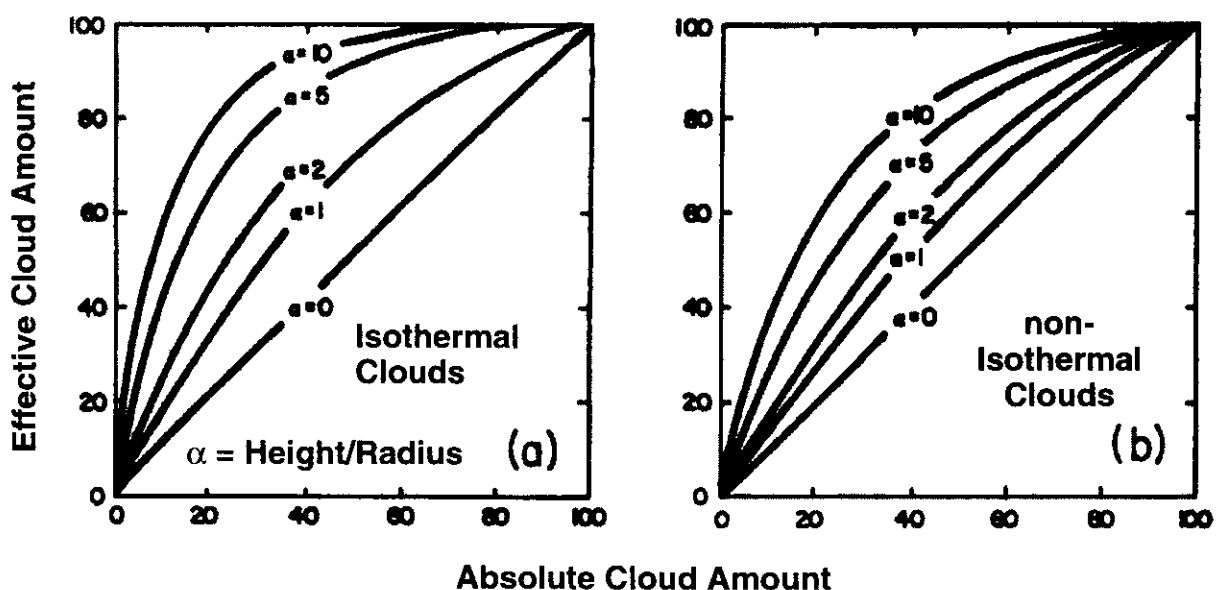 Effective Cloud Amount
100
80
60
40
20
0
α=10
α=5
α=2
α=1
α=0
Isothermal
Clouds
α = Height/Radius
(a)
0 20 40 60 80 100
100
80
60
40
20
0
α=10
α=5
α=2
α=1
α=0
non-
Isothermal
Clouds
(b)
0 20 40 60 80 100
Absolute Cloud Amount